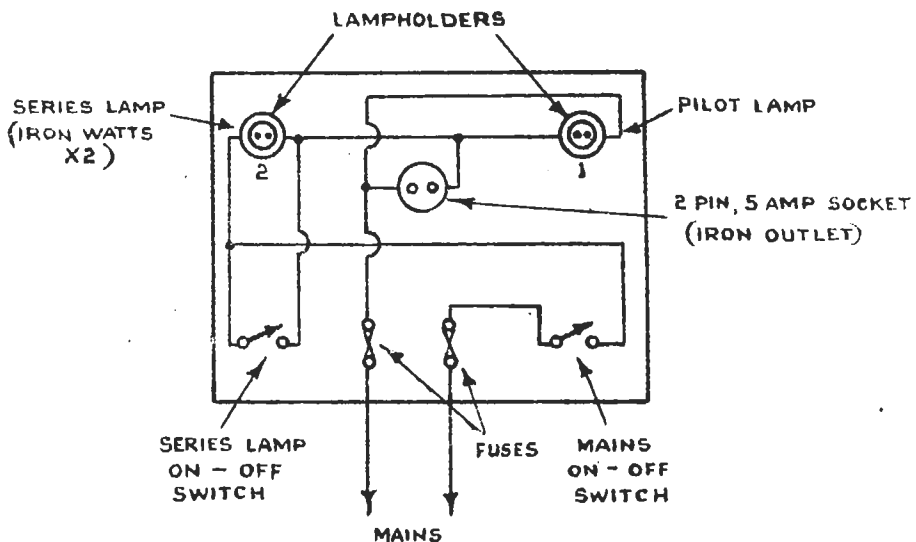 LAMPHOLDERS
SERIES LAMP
(IRON WATTS
X2)
PILOT LAMP
2
1
2 PIN, 5 AMP SOCKET
(IRON OUTLET)
SERIES LAMP
ON - OFF
SWITCH
FUSES
MAINS
ON - OFF
SWITCH
MAINS